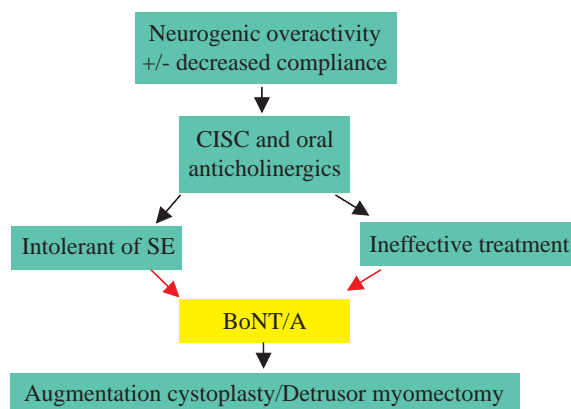 Neurogenic overactivity
+/- decreased compliance
CISC and oral
anticholinergics
Intolerant of SE
Ineffective treatment
BoNT/A
Augmentation cystoplasty/Detrusor myomectomy